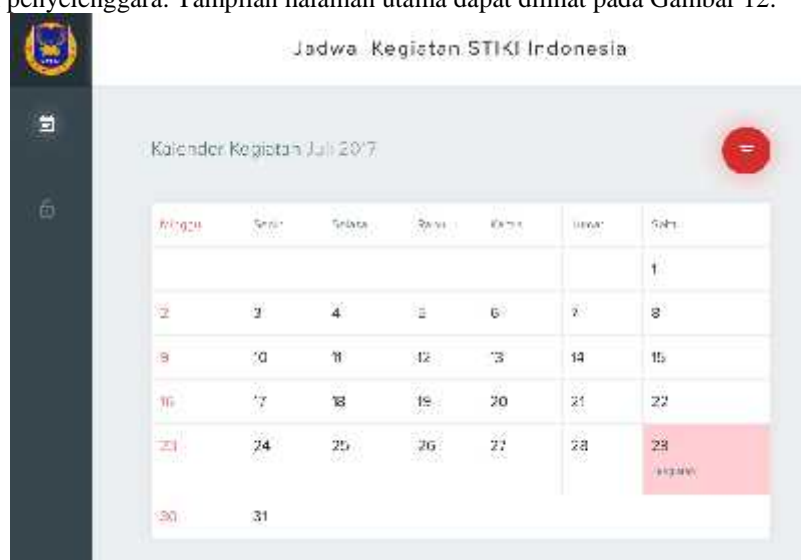 penyelenggara. Tampilan halaman utama dapat dilihat pada Gambar 12.
Jadwa Kegiatan STIKI Indonesia
Kalender Kegiatan Juli 2017
Minggu Senin Selasa Rabu Kamis Jumat Sabtu
1
2 3 4 5 6 7 8
9 10 11 12 13 14 15
16 17 18 19 20 21 22
23 24 25 26 27 28 29
30 31